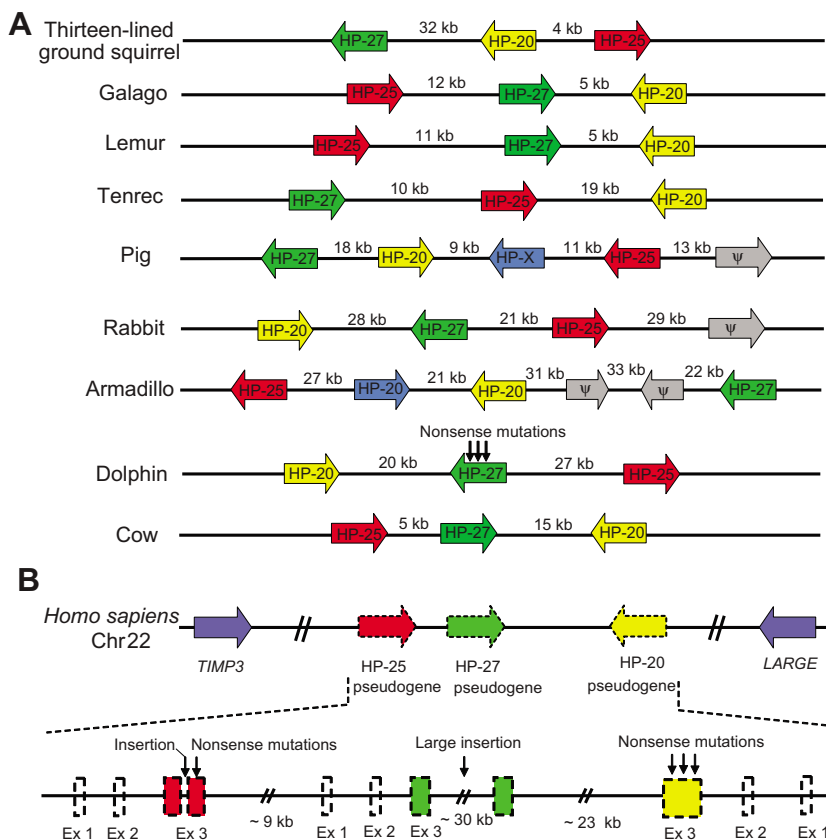 A
Thirteen-lined
ground squirrel
HP-27 32 kb HP-20 4 kb HP-25
Galago HP-25 12 kb HP-27 5 kb HP-20
Lemur HP-25 11 kb HP-27 5 kb HP-20
Tenrec HP-27 10 kb HP-25 19 kb HP-20
Pig HP-27 18 kb HP-20 9 kb HP-X 11 kb HP-25 13 kb ψ
Rabbit HP-20 28 kb HP-27 21 kb HP-25 29 kb ψ
Armadillo HP-25 27 kb HP-20 21 kb HP-20 31 kb ψ 33 kb ψ 22 kb HP-27
Nonsense mutations
Dolphin HP-20 20 kb HP-27 27 kb HP-25
Cow HP-25 5 kb HP-27 15 kb HP-20
B
Homo sapiens
Chr22
TIMP3 HP-25 HP-27 HP-20 LARGE
pseudogene pseudogene pseudogene
Insertion Nonsense mutations Large insertion Nonsense mutations
Ex 1 Ex 2 Ex 3 ~ 9 kb Ex 1 Ex 2 Ex 3 ~ 30 kb ~ 23 kb Ex 3 Ex 2 Ex 1